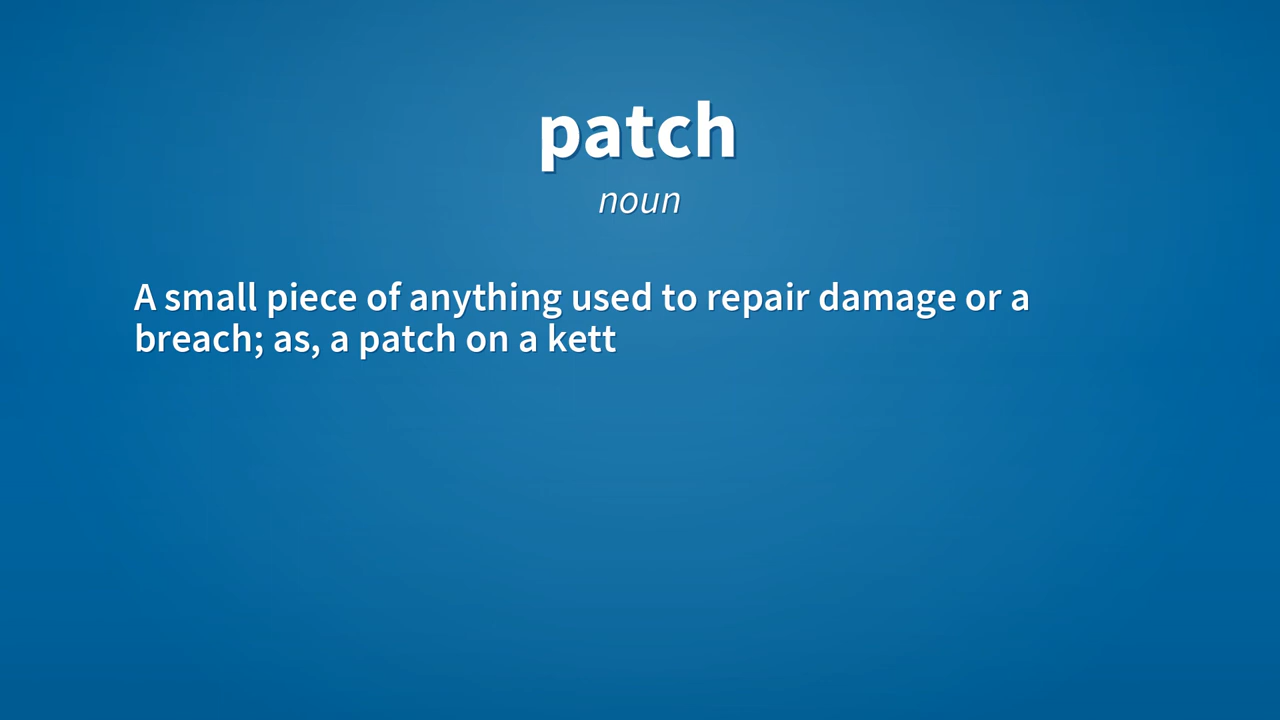 patch
noun
A small piece of anything used to repair damage or a
breach; as, a patch on a kett